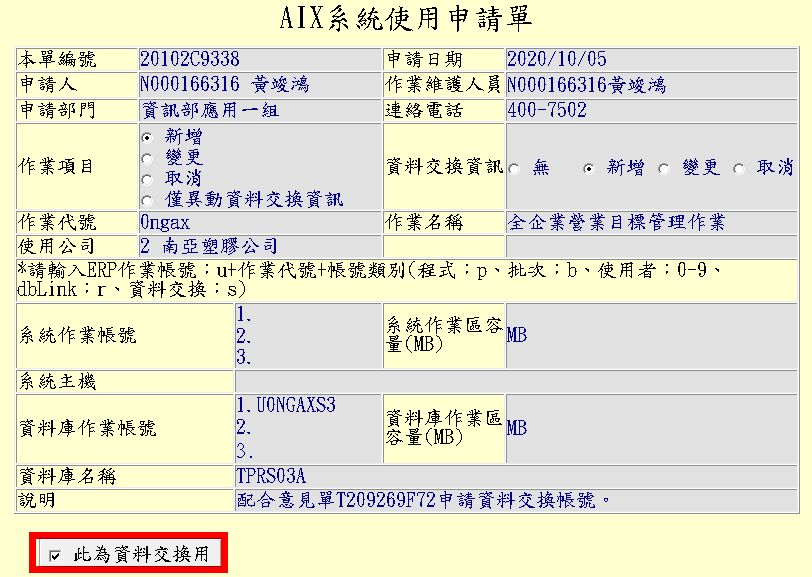 AIX系統使用申請單
本單編號 20102C9338 申請日期 2020/10/05
申請人 N000166316 黃竣鴻 作業維護人員 N000166316黃竣鴻
申請部門 資訊部應用一組 連絡電話 400-7502
作業項目 新增 變更 取消 僅異動資料交換資訊 資料交換資訊 無 新增 變更 取消
作業代號 0ngax 作業名稱 全企業營業目標管理作業
使用公司 2 南亞塑膠公司
*請輸入ERP作業帳號：u+作業代號+帳號類別(程式：p、批次：b、使用者：0-9、
dbLink：r、資料交換：s)
系統作業帳號 1. 2. 3. 系統作業區容量(MB) MB
系統主機
資料庫作業帳號 1.U0NGAXS3 2. 3. 資料庫作業區容量(MB) MB
資料庫名稱 TPRS03A
說明 配合意見單T209269F72申請資料交換帳號。
此為資料交換用